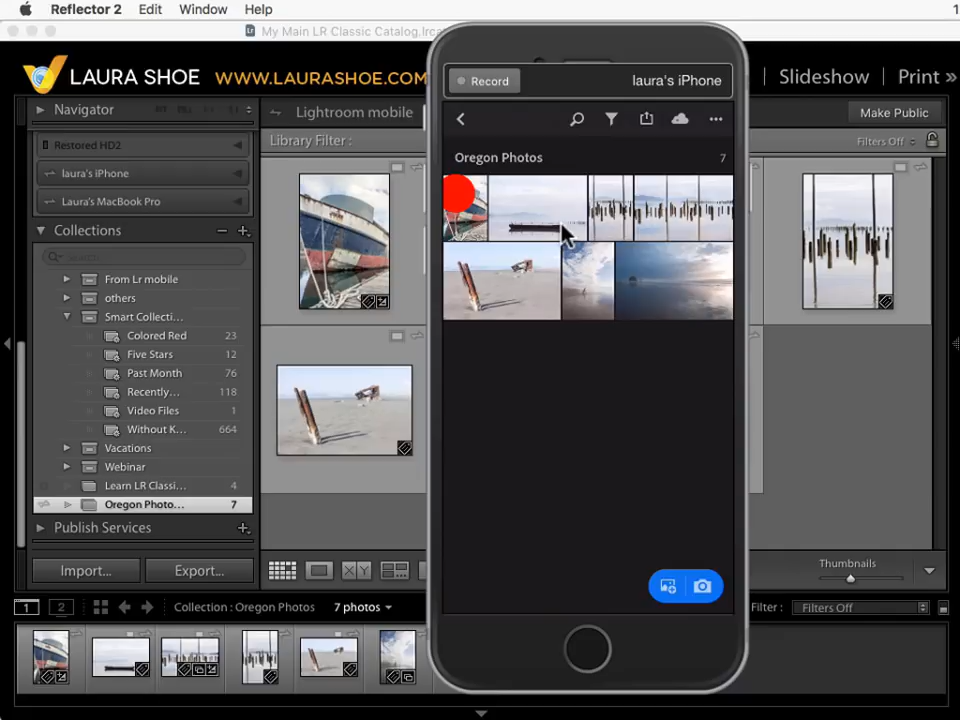 Reflector 2 Edit Window Help
My Main LR Classic Catalog.lrca
LAURA SHOE WWW.LAURASHOE.COM
Slideshow Print »
Record laura's iPhone
Navigator
Lightroom mobile
Make Public
Library Filter :
Filters Off
Restored HD2
laura's iPhone
Laura's MacBook Pro
Oregon Photos 7
Collections
From Lr mobile
others
Smart Collecti...
Colored Red 23
Five Stars 12
Past Month 76
Recently... 118
Video Files 1
Without K... 664
Vacations
Webinar
Learn LR Classi... 4
Oregon Photo... 7
Publish Services
Import... Export...
XY
Thumbnails
1 2 Collection : Oregon Photos 7 photos
Filter : Filters Off